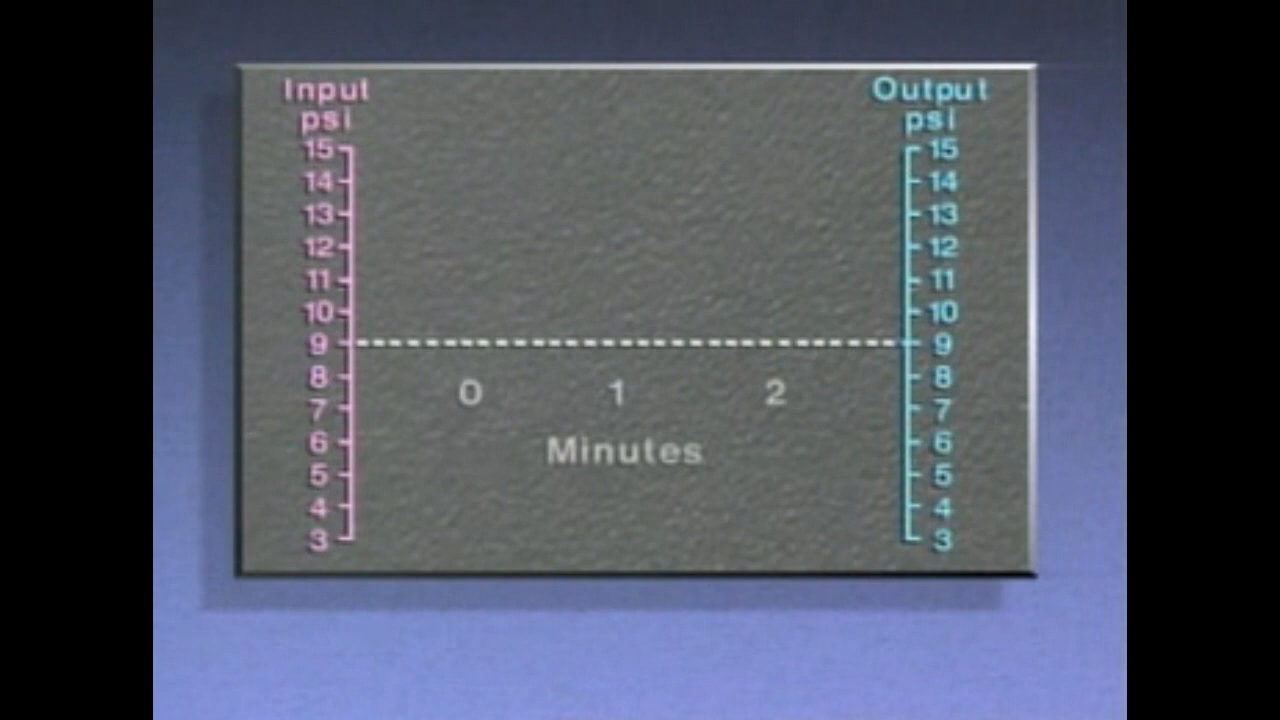 Input Output
psi psi
15 15
14 14
13 13
12 12
11 11
10 10
9 9
8 0 1 2 8
7 7
6 Minutes 6
5 5
4 4
3 3